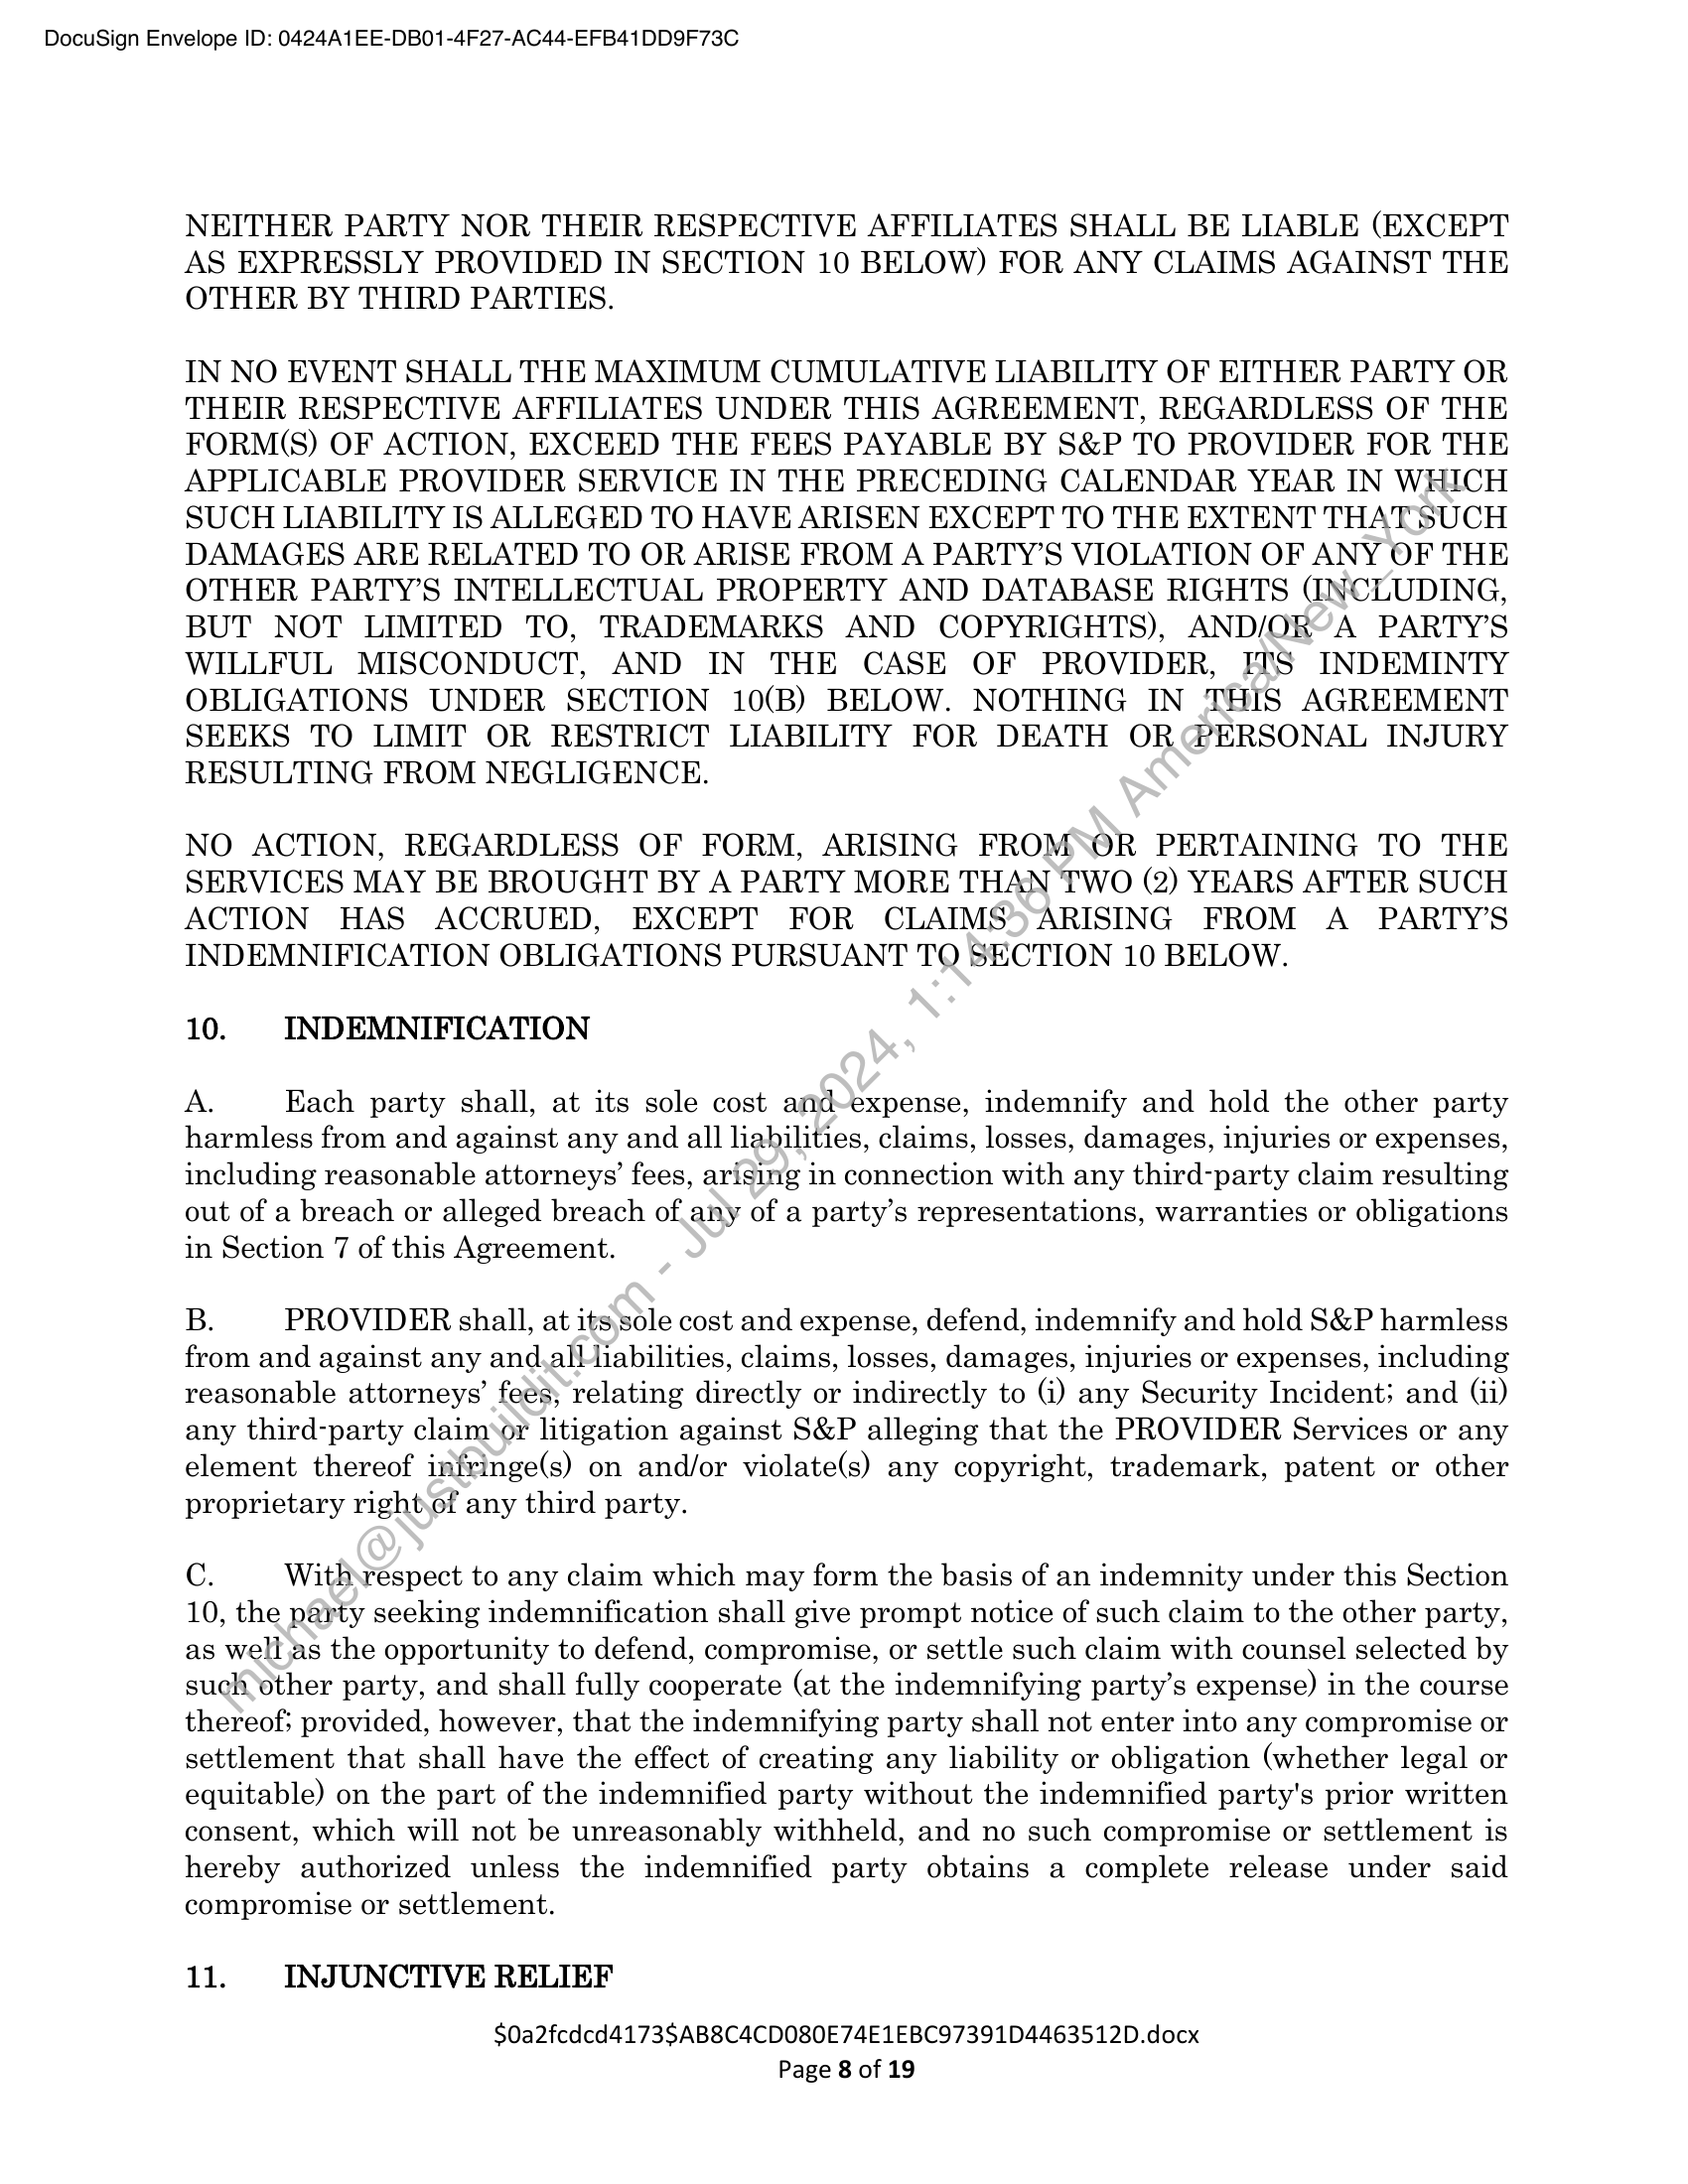 DocuSign Envelope ID: 0424A1EE-DB01-4F27-AC44-EFB41DD9F73C
NEITHER PARTY NOR THEIR RESPECTIVE AFFILIATES SHALL BE LIABLE (EXCEPT
AS EXPRESSLY PROVIDED IN SECTION 10 BELOW) FOR ANY CLAIMS AGAINST THE
OTHER BY THIRD PARTIES.
IN NO EVENT SHALL THE MAXIMUM CUMULATIVE LIABILITY OF EITHER PARTY OR
THEIR RESPECTIVE AFFILIATES UNDER THIS AGREEMENT, REGARDLESS OF THE
FORM(S) OF ACTION, EXCEED THE FEES PAYABLE BY S&P TO PROVIDER FOR THE
APPLICABLE PROVIDER SERVICE IN THE PRECEDING CALENDAR YEAR IN WHICH
SUCH LIABILITY IS ALLEGED TO HAVE ARISEN EXCEPT TO THE EXTENT THAT SUCH
DAMAGES ARE RELATED TO OR ARISE FROM A PARTY’S VIOLATION OF ANY OF THE
OTHER PARTY’S INTELLECTUAL PROPERTY AND DATABASE RIGHTS (INCLUDING,
BUT NOT LIMITED TO, TRADEMARKS AND COPYRIGHTS), AND/OR A PARTY’S
WILLFUL MISCONDUCT, AND IN THE CASE OF PROVIDER, ITS INDEMINTY
OBLIGATIONS UNDER SECTION 10(B) BELOW. NOTHING IN THIS AGREEMENT
SEEKS TO LIMIT OR RESTRICT LIABILITY FOR DEATH OR PERSONAL INJURY
RESULTING FROM NEGLIGENCE.
NO ACTION, REGARDLESS OF FORM, ARISING FROM OR PERTAINING TO THE
SERVICES MAY BE BROUGHT BY A PARTY MORE THAN TWO (2) YEARS AFTER SUCH
ACTION HAS ACCRUED, EXCEPT FOR CLAIMS ARISING FROM A PARTY’S
INDEMNIFICATION OBLIGATIONS PURSUANT TO SECTION 10 BELOW.
10. INDEMNIFICATION
A. Each party shall, at its sole cost and expense, indemnify and hold the other party
harmless from and against any and all liabilities, claims, losses, damages, injuries or expenses,
including reasonable attorneys’ fees, arising in connection with any third-party claim resulting
out of a breach or alleged breach of any of a party’s representations, warranties or obligations
in Section 7 of this Agreement.
B. PROVIDER shall, at its sole cost and expense, defend, indemnify and hold S&P harmless
from and against any and all liabilities, claims, losses, damages, injuries or expenses, including
reasonable attorneys’ fees, relating directly or indirectly to (i) any Security Incident; and (ii)
any third-party claim or litigation against S&P alleging that the PROVIDER Services or any
element thereof infringe(s) on and/or violate(s) any copyright, trademark, patent or other
proprietary right of any third party.
C. With respect to any claim which may form the basis of an indemnity under this Section
10, the party seeking indemnification shall give prompt notice of such claim to the other party,
as well as the opportunity to defend, compromise, or settle such claim with counsel selected by
such other party, and shall fully cooperate (at the indemnifying party’s expense) in the course
thereof; provided, however, that the indemnifying party shall not enter into any compromise or
settlement that shall have the effect of creating any liability or obligation (whether legal or
equitable) on the part of the indemnified party without the indemnified party's prior written
consent, which will not be unreasonably withheld, and no such compromise or settlement is
hereby authorized unless the indemnified party obtains a complete release under said
compromise or settlement.
11. INJUNCTIVE RELIEF
$0a2fcdcd4173$AB8C4CD080E74E1EBC97391D4463512D.docx
Page 8 of 19
michael@justbuildit.com - Jul 29, 2024, 1:14:36 PM America/New_York